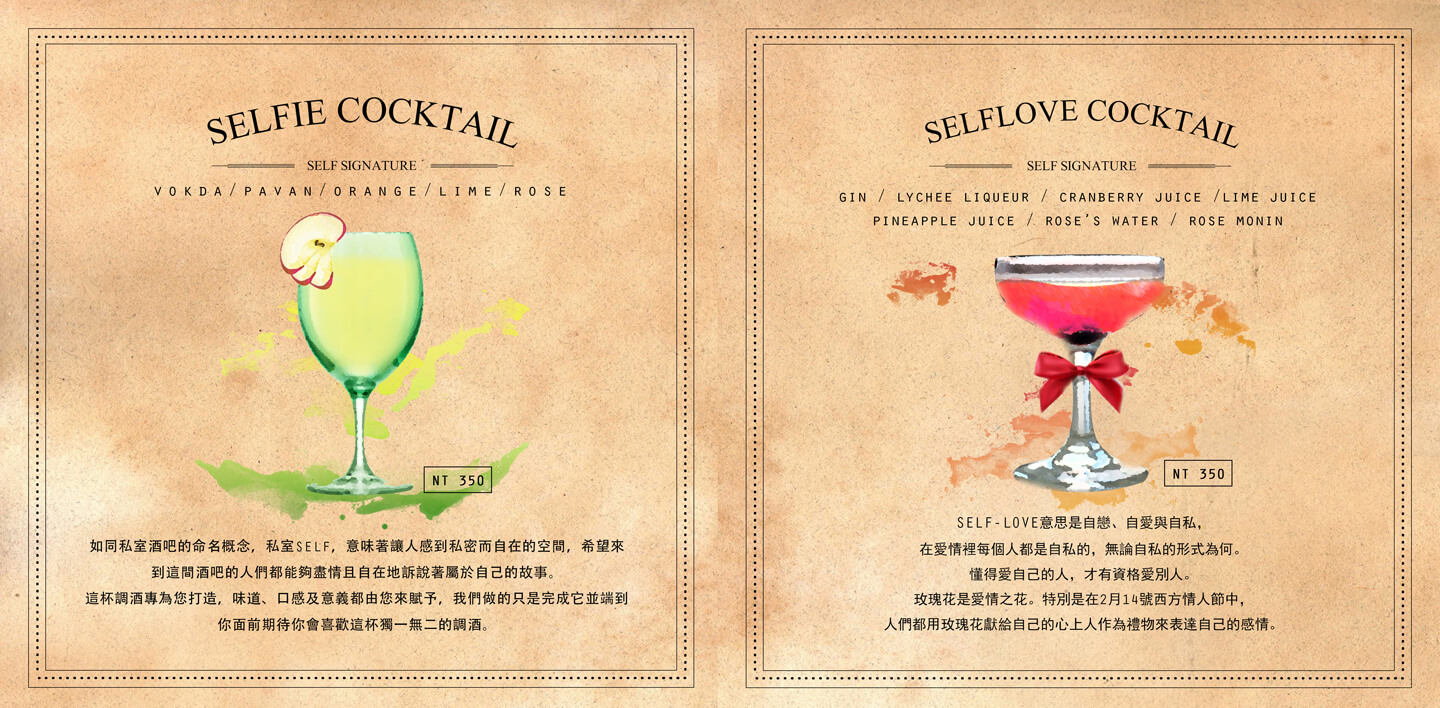 SELFIE COCKTAIL
SELF SIGNATURE
VOKDA/PAVAN/ORANGE/LIME/ROSE
NT 350
如同私室酒吧的命名概念，私室SELF，意味著讓人感到私密而自在的空間，希望來
到這間酒吧的人們都能夠盡情且自在地訴說著屬於自己的故事。
這杯調酒專為您打造，味道、口感及意義都由您來賦予，我們做的只是完成它並端到
你面前期待你會喜歡這杯獨一無二的調酒。
SELFLOVE COCKTAIL
SELF SIGNATURE
GIN / LYCHEE LIQUEUR / CRANBERRY JUICE /LIME JUICE
PINEAPPLE JUICE / ROSE'S WATER / ROSE MONIN
NT 350
SELF-LOVE意思是自戀、自愛與自私，
在愛情裡每個人都是自私的，無論自私的形式為何。
懂得愛自己的人，才有資格愛別人。
玫瑰花是愛情之花。特別是在2月14號西方情人節中，
人們都用玫瑰花獻給自己的心上人作為禮物來表達自己的感情。